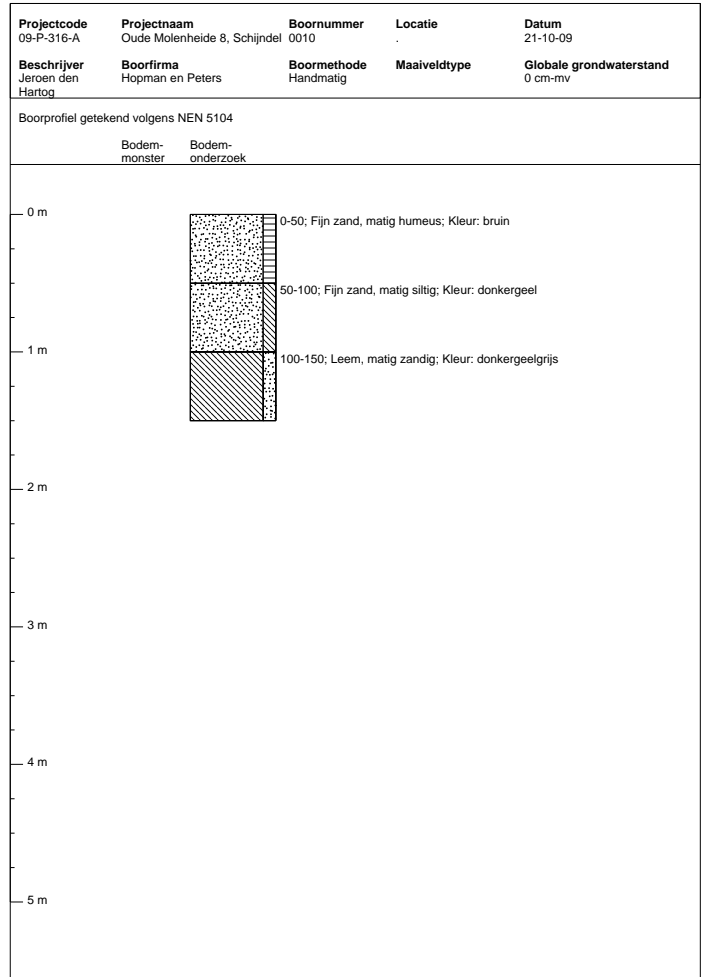 Projectcode Projectnaam Boornummer Locatie Datum
09-P-316-A Oude Molenheide 8, Schijndel 0010 . 21-10-09
Beschrijver Boorfirma Boormethode Maaiveldtype Globale grondwaterstand
Jeroen den Hopman en Peters Handmatig 0 cm-mv
Hartog
Boorprofiel getekend volgens NEN 5104
Bodem- Bodem-
monster onderzoek
0 m
0-50; Fijn zand, matig humeus; Kleur: bruin
50-100; Fijn zand, matig siltig; Kleur: donkergeel
1 m
100-150; Leem, matig zandig; Kleur: donkergeelgrijs
2 m
3 m
4 m
5 m